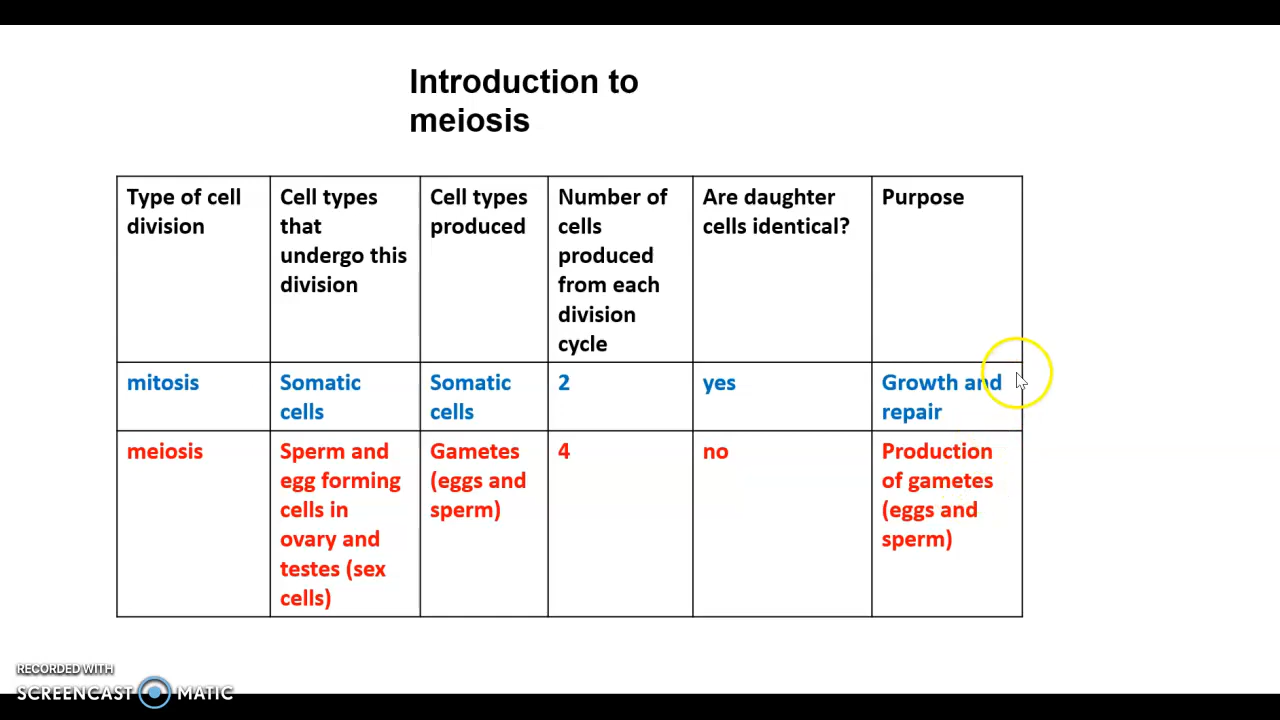 Introduction to
meiosis
Type of cell
division
Cell types
that
undergo this
division
Cell types
produced
Number of
cells
produced
from each
division
cycle
Are daughter
cells identical?
Purpose
mitosis
Somatic
cells
Somatic
cells
2
yes
Growth and
repair
meiosis
Sperm and
egg forming
cells in
ovary and
testes (sex
cells)
Gametes
(eggs and
sperm)
4
no
Production
of gametes
(eggs and
sperm)
RECORDED WITH
SCREENCAST MATIC